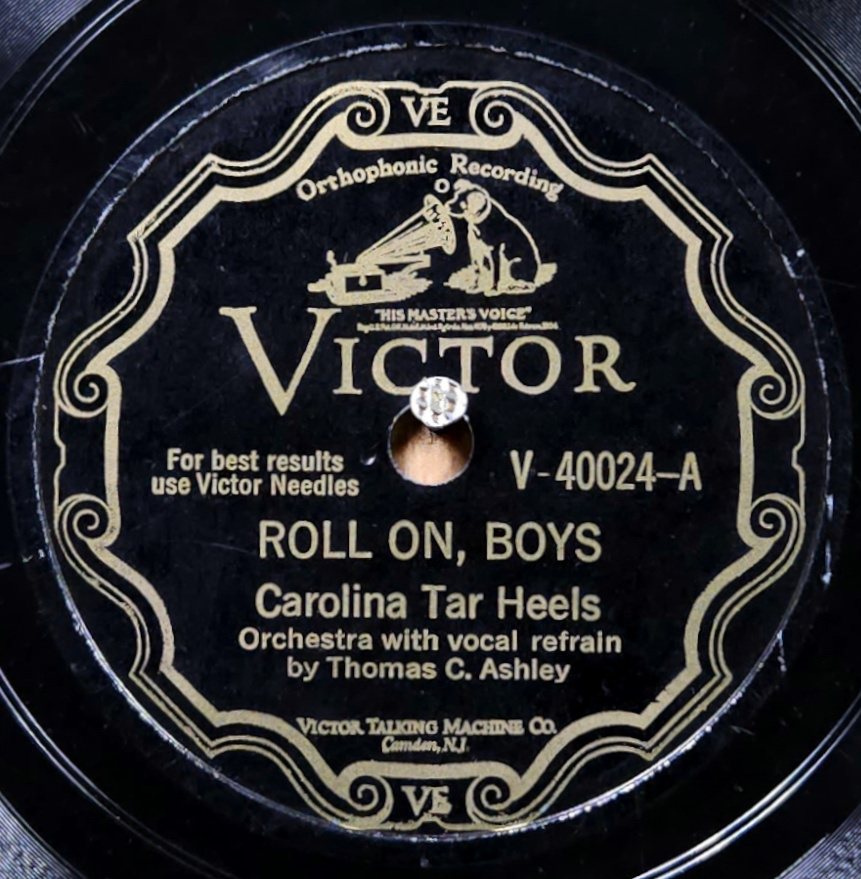 VE
Orthophonic Recording
"HIS MASTER'S VOICE"
VICTOR
For best results
use Victor Needles
V-40024-A
ROLL ON, BOYS
Carolina Tar Heels
Orchestra with vocal refrain
by Thomas C. Ashley
VICTOR TALKING MACHINE CO.
Camden, N.J.
VE